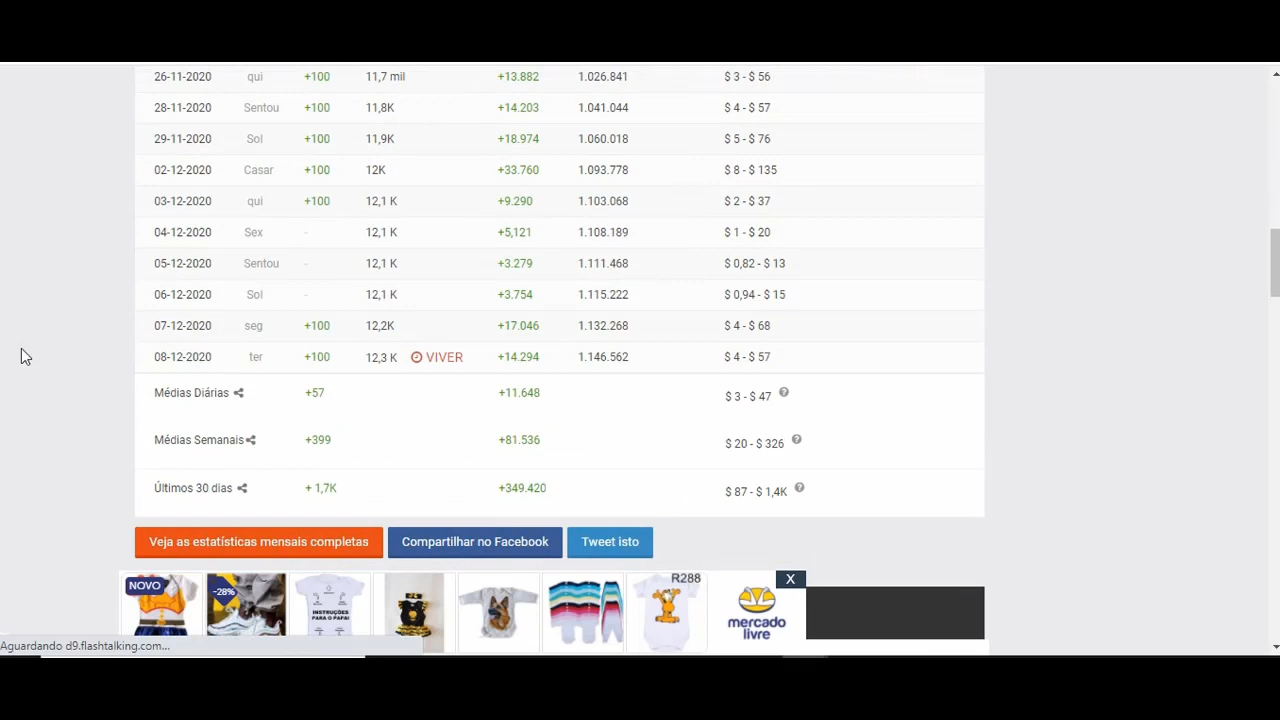 26-11-2020 qui +100 11,7 mil +13.882 1.026.841 $ 3 - $ 56
28-11-2020 Sentou +100 11,8K +14.203 1.041.044 $ 4 - $ 57
29-11-2020 Sol +100 11,9K +18.974 1.060.018 $ 5 - $ 76
02-12-2020 Casar +100 12K +33.760 1.093.778 $ 8 - $ 135
03-12-2020 qui +100 12,1 K +9.290 1.103.068 $ 2 - $ 37
04-12-2020 Sex - 12,1 K +5,121 1.108.189 $ 1 - $ 20
05-12-2020 Sentou - 12,1 K +3.279 1.111.468 $ 0,82 - $ 13
06-12-2020 Sol - 12,1 K +3.754 1.115.222 $ 0,94 - $ 15
07-12-2020 seg +100 12,2K +17.046 1.132.268 $ 4 - $ 68
08-12-2020 ter +100 12,3 K VIVER +14.294 1.146.562 $ 4 - $ 57
Médias Diárias +57 +11.648 $ 3 - $ 47 ?
Médias Semanais +399 +81.536 $ 20 - $ 326 ?
Últimos 30 dias + 1,7K +349.420 $ 87 - $ 1,4K ?
Veja as estatísticas mensais completas Compartilhar no Facebook Tweet isto
NOVO -28% R288 X
INSTRUÇÕES
PARA O PAPAI
mercado
livre
Aguardando d9.flashtalking.com...